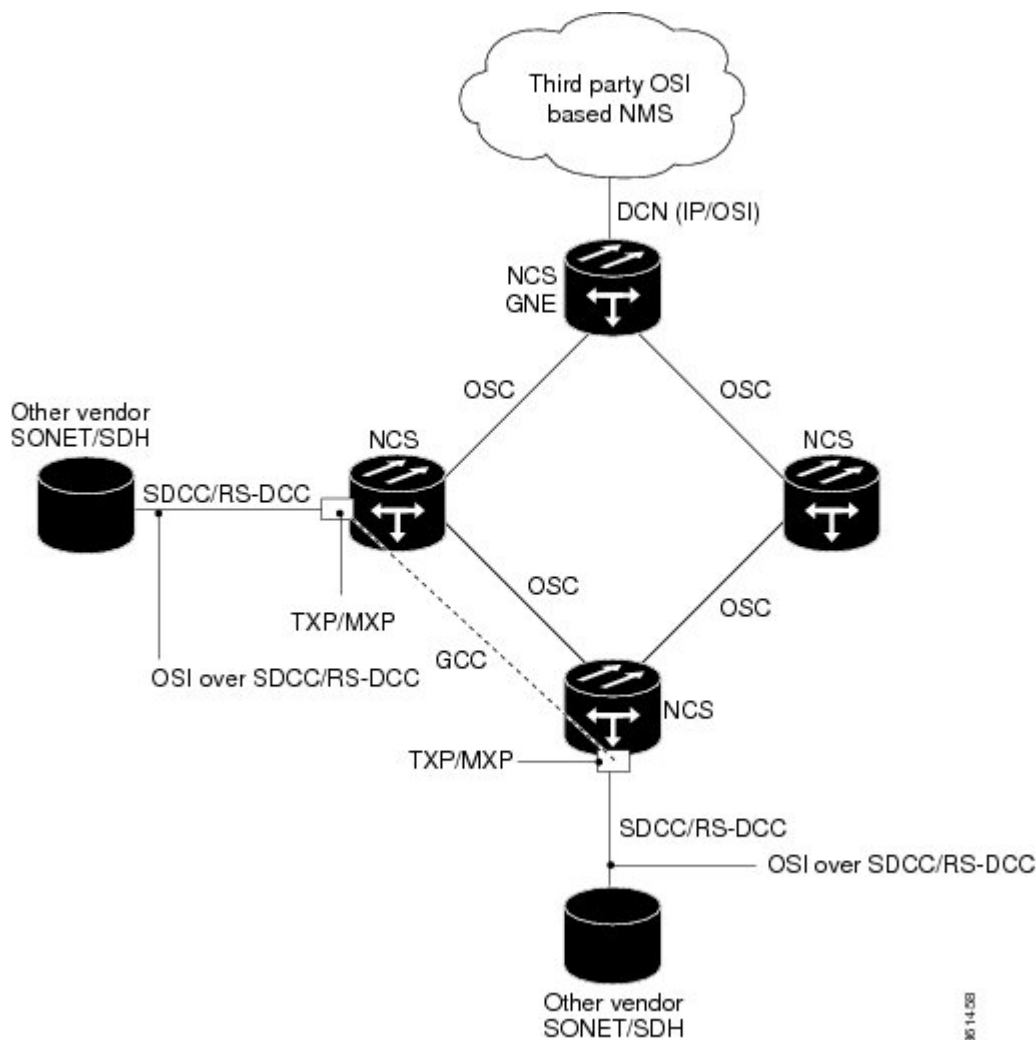 Third party OSI
based NMS
DCN (IP/OSI)
NCS
GNE
OSC
OSC
Other vendor
SONET/SDH
NCS
NCS
SDCC/RS-DCC
OSC
OSC
TXP/MXP
GCC
OSI over SDCC/RS-DCC
NCS
TXP/MXP
SDCC/RS-DCC
OSI over SDCC/RS-DCC
Other vendor
SONET/SDH
361458